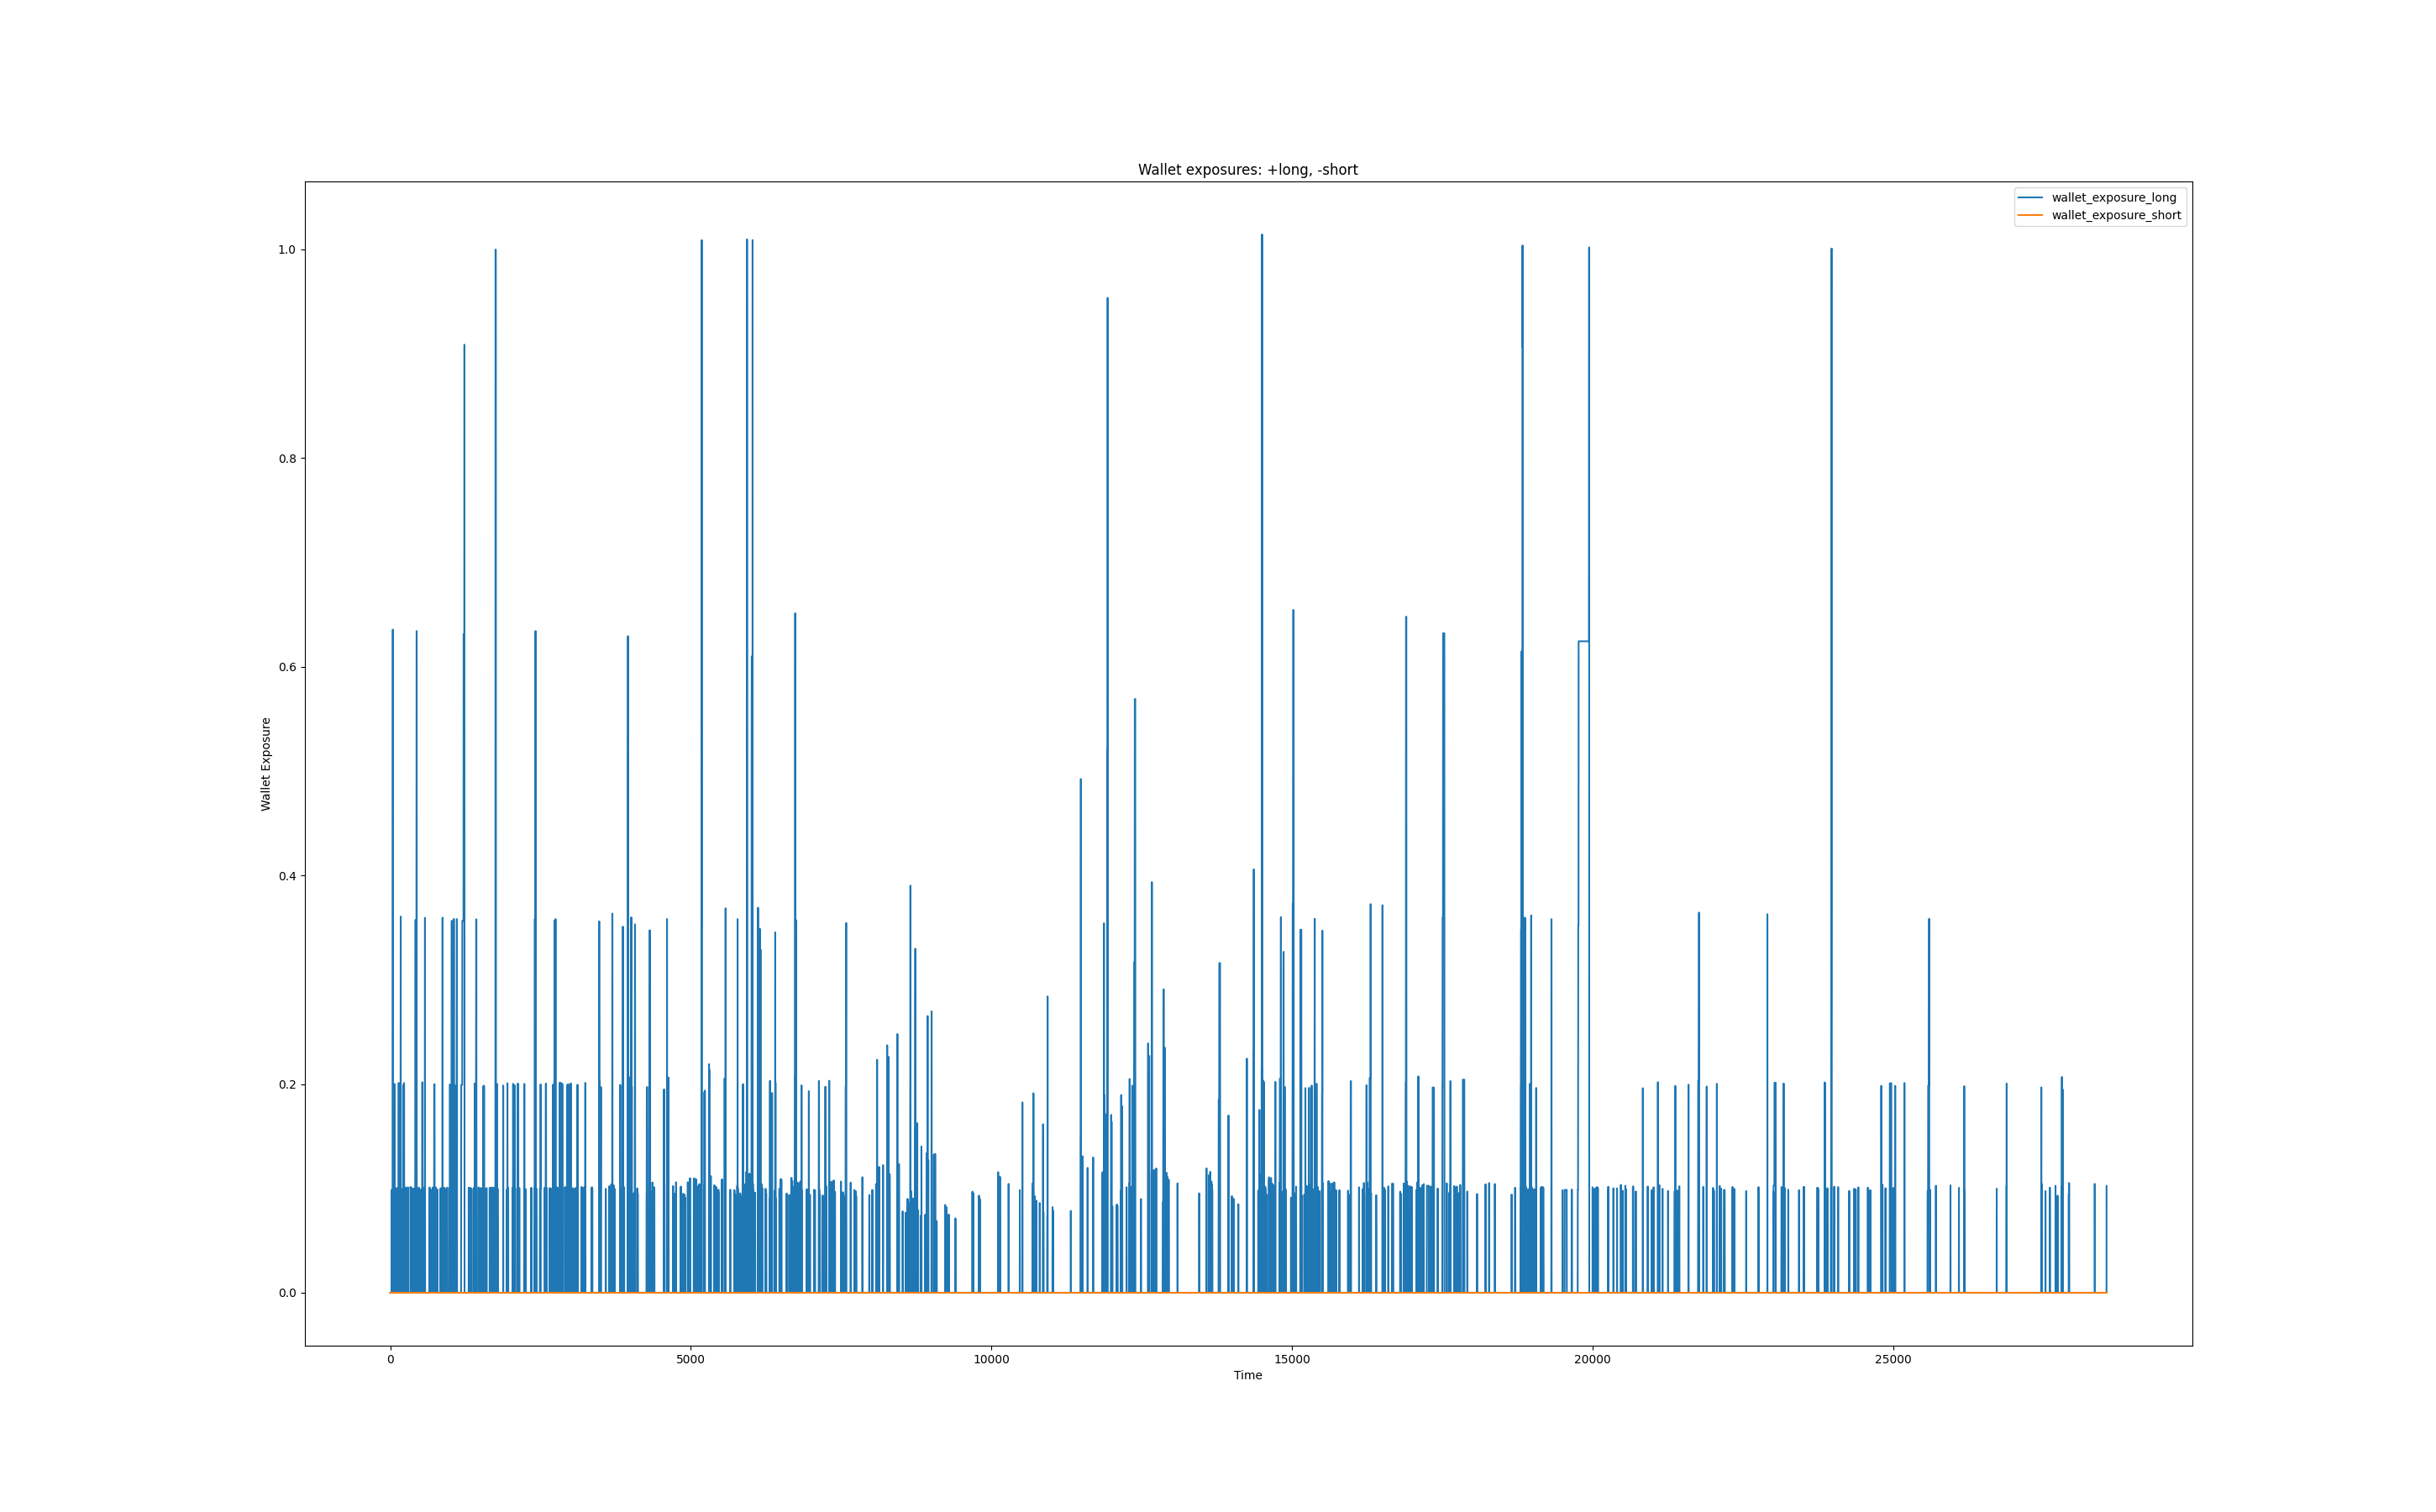 Wallet exposures: +long, -short
wallet_exposure_long
wallet_exposure_short
1.0
0.8
0.6
0.4
0.2
0.0
Wallet Exposure
0 5000 10000 15000 20000 25000
Time